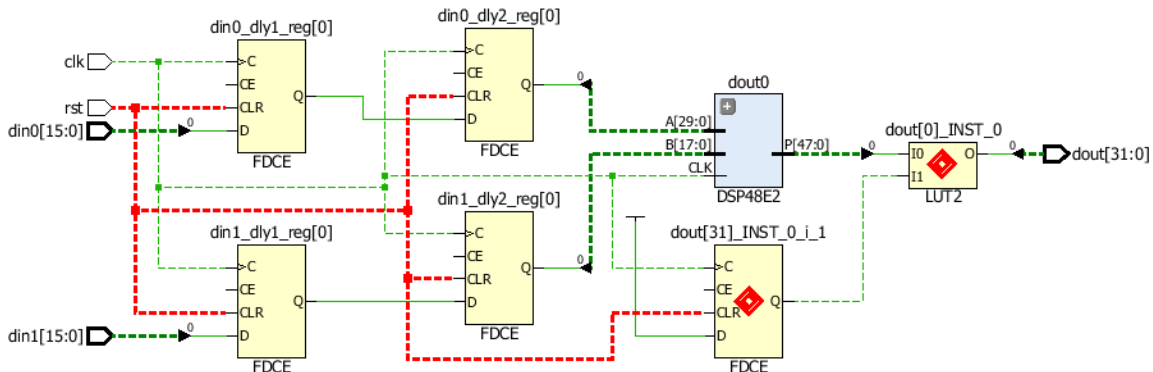 din0_dly1_reg[0]
clk
C
CE
rst
CLR
Q
din0[15:0]
0
D
FDCE
din0_dly2_reg[0]
C
CE
Q
0
CLR
D
FDCE
dout0
+
A[29:0]
B[17:0]
P[47:0]
CLK
DSP48E2
dout[0]_INST_0
0
I0
O
0
dout[31:0]
I1
LUT2
din1_dly1_reg[0]
C
CE
Q
CLR
din1[15:0]
0
D
FDCE
din1_dly2_reg[0]
C
CE
Q
0
CLR
D
FDCE
dout[31]_INST_0_i_1
C
CE
Q
CLR
D
FDCE